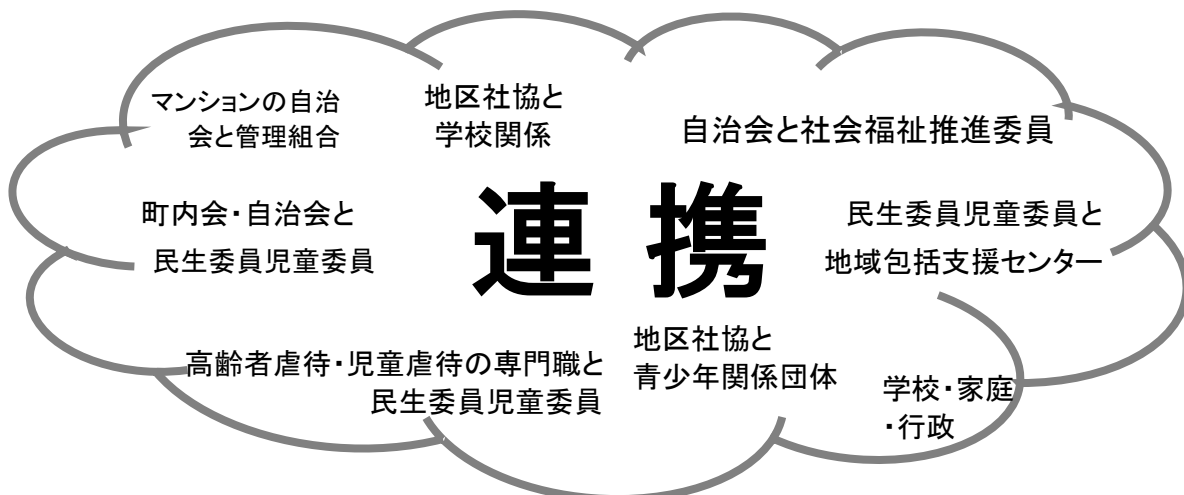 マンションの自治
会と管理組合
地区社協と
学校関係
自治会と社会福祉推進委員
町内会・自治会と
民生委員児童委員
連携
民生委員児童委員と
地域包括支援センター
高齢者虐待・児童虐待の専門職と
民生委員児童委員
地区社協と
青少年関係団体
学校・家庭
・行政